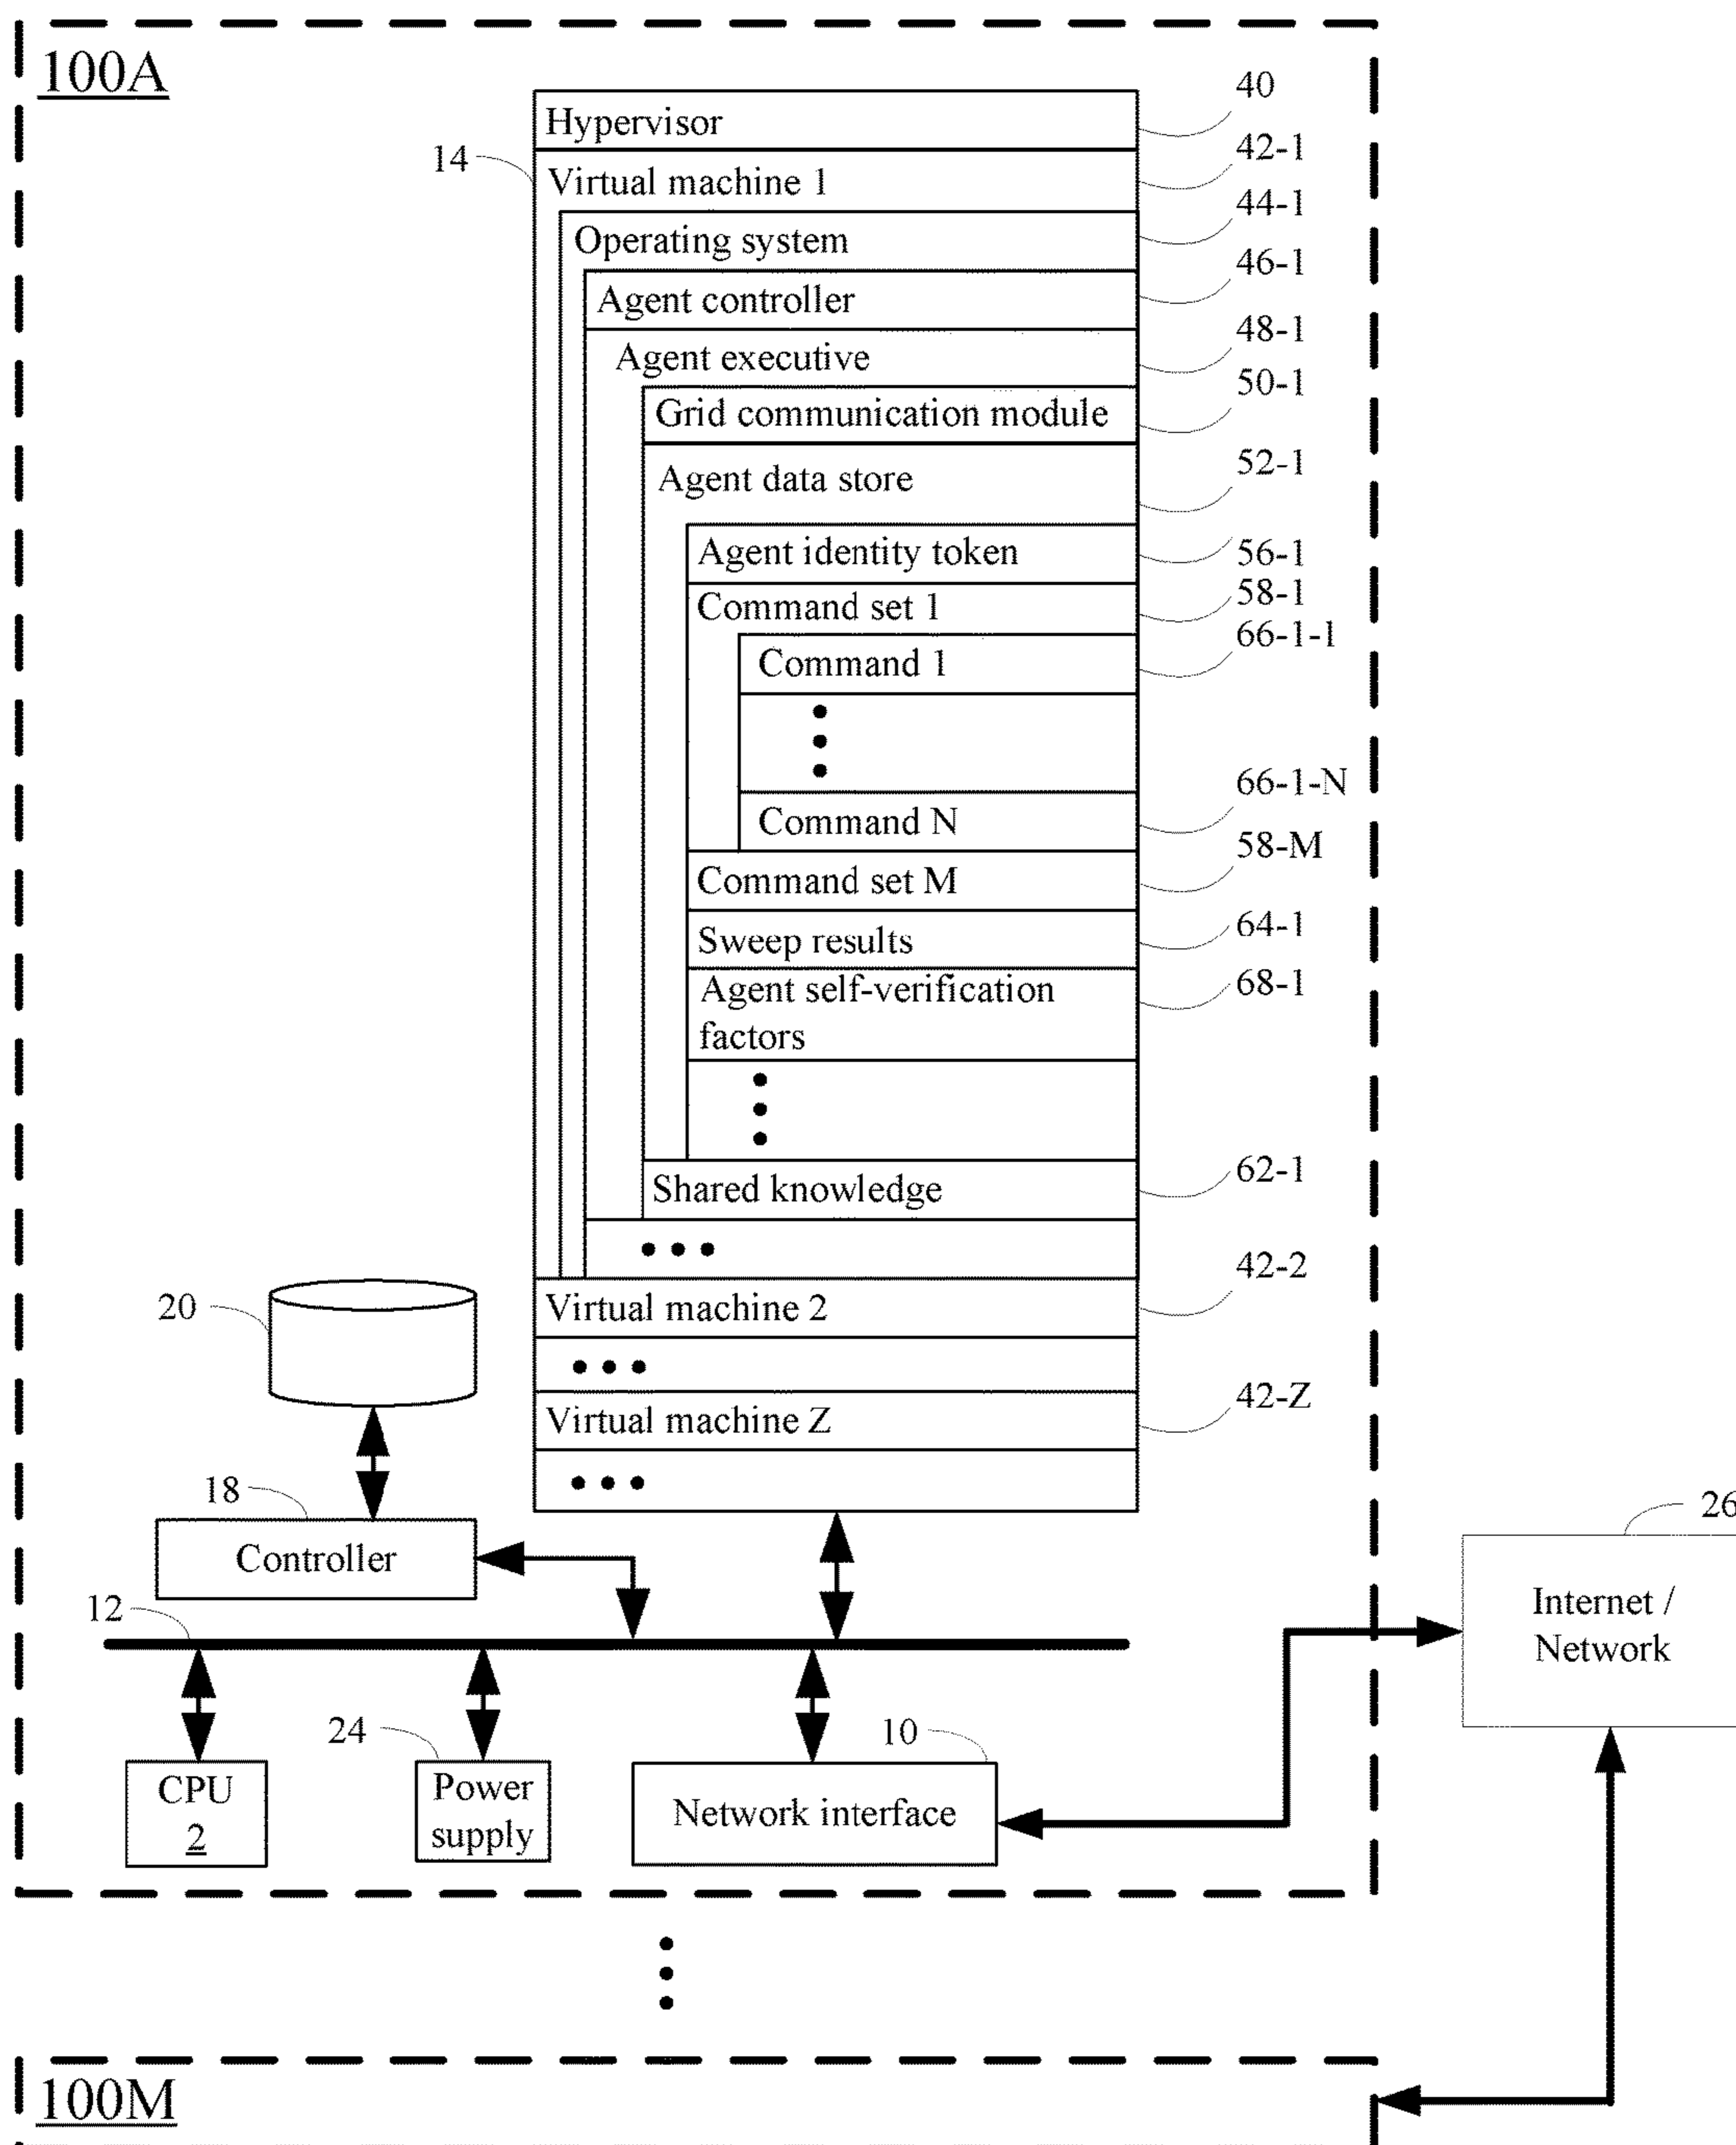 100A
40
Hypervisor
14
42-1
Virtual machine 1
44-1
Operating system
46-1
Agent controller
48-1
Agent executive
50-1
Grid communication module
52-1
Agent data store
56-1
Agent identity token
58-1
Command set 1
66-1-1
Command 1
66-1-N
Command N
58-M
Command set M
64-1
Sweep results
68-1
Agent self-verification
factors
62-1
Shared knowledge
42-2
20
Virtual machine 2
42-Z
Virtual machine Z
18
26
Controller
12
Internet /
Network
24
10
CPU
2
Power
supply
Network interface
100M